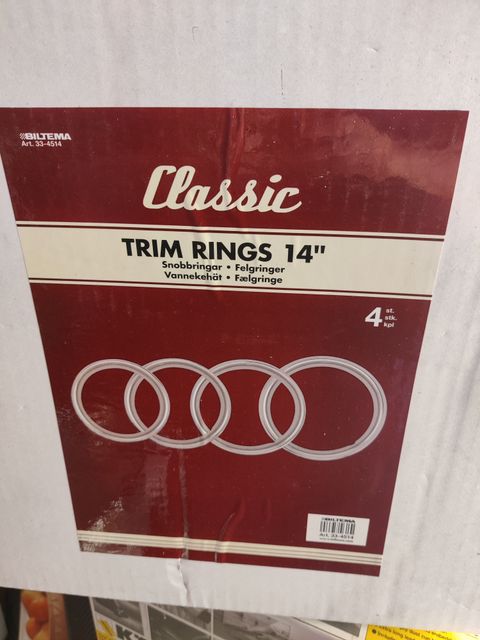 BILTEMA
Art. 33-4514
Classic
TRIM RINGS 14"
Snobbringar • Felgringer
Vannekehät • Fælgringe
4 st.
stk.
kpl
BILTEMA
Art. 33-4514